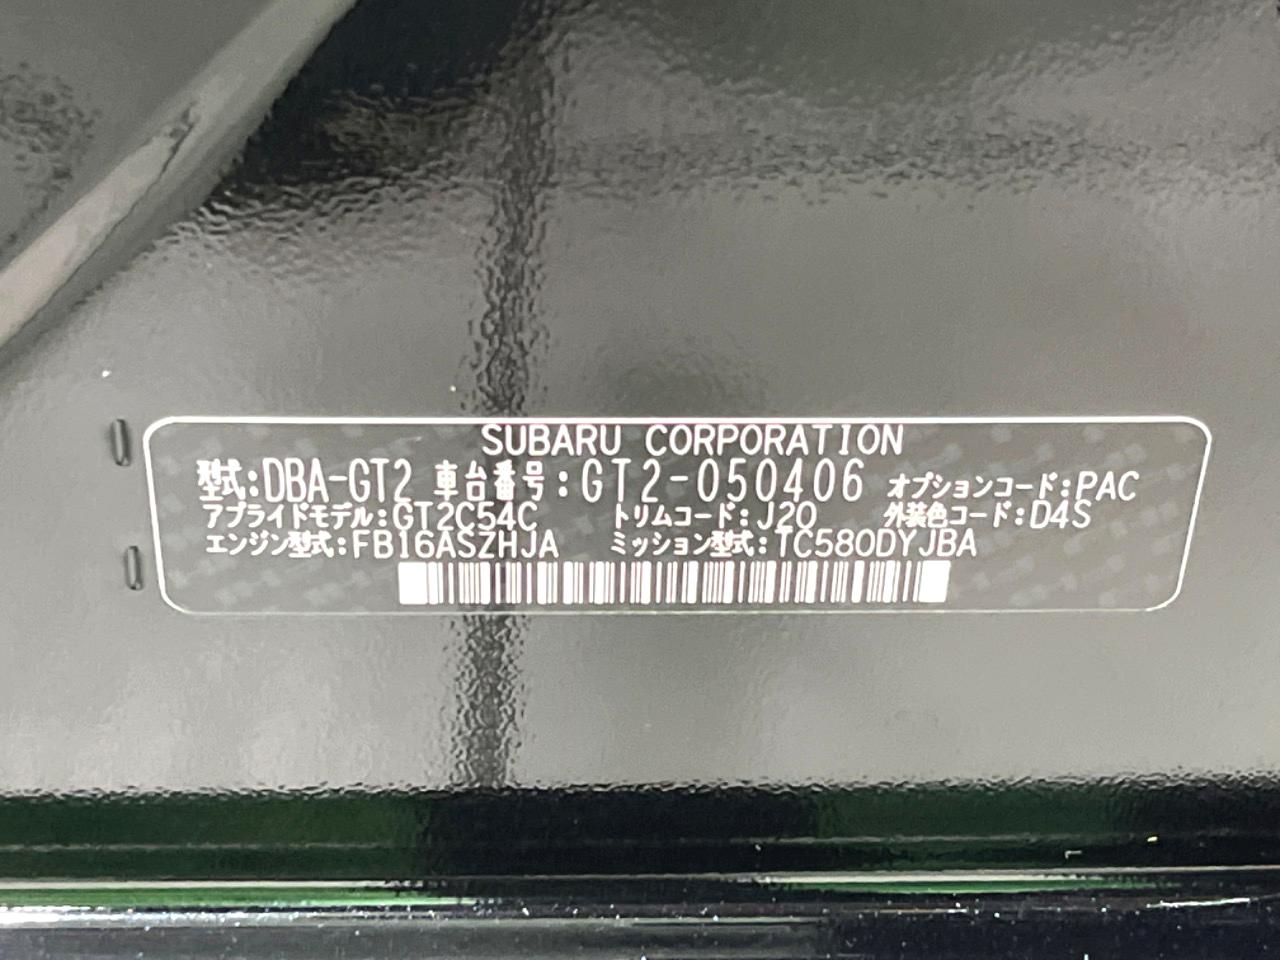 SUBARU CORPORATION
型式:DBA-GT2 車台番号:GT2-050406 オプションコード:PAC
アプライドモデル:GT2C54C トリムコード:J20 外装色コード:D4S
エンジン型式:FB16ASZHJA ミッション型式:TC580DYJBA